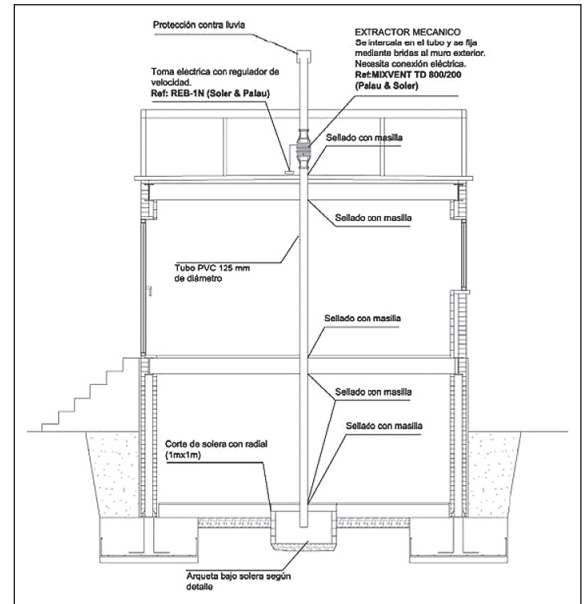 Protección contra lluvia
EXTRACTOR MECANICO
Se intercala en el tubo y se fija
mediante bridas al muro exterior.
Necesita conexión eléctrica.
Ref:MIXVENT TD 800/200
(Palau & Soler)
Toma electrica con regulador de
velocidad.
Ref: REB-1N (Soler & Palau)
Sellado con masilla
Sellado con masilla
Tubo PVC 125 mm
de diámetro
Sellado con masilla
Sellado con masilla
Sellado con masilla
Corte de solera con radial
(1mx1m)
Arqueta bajo solera según
detalle